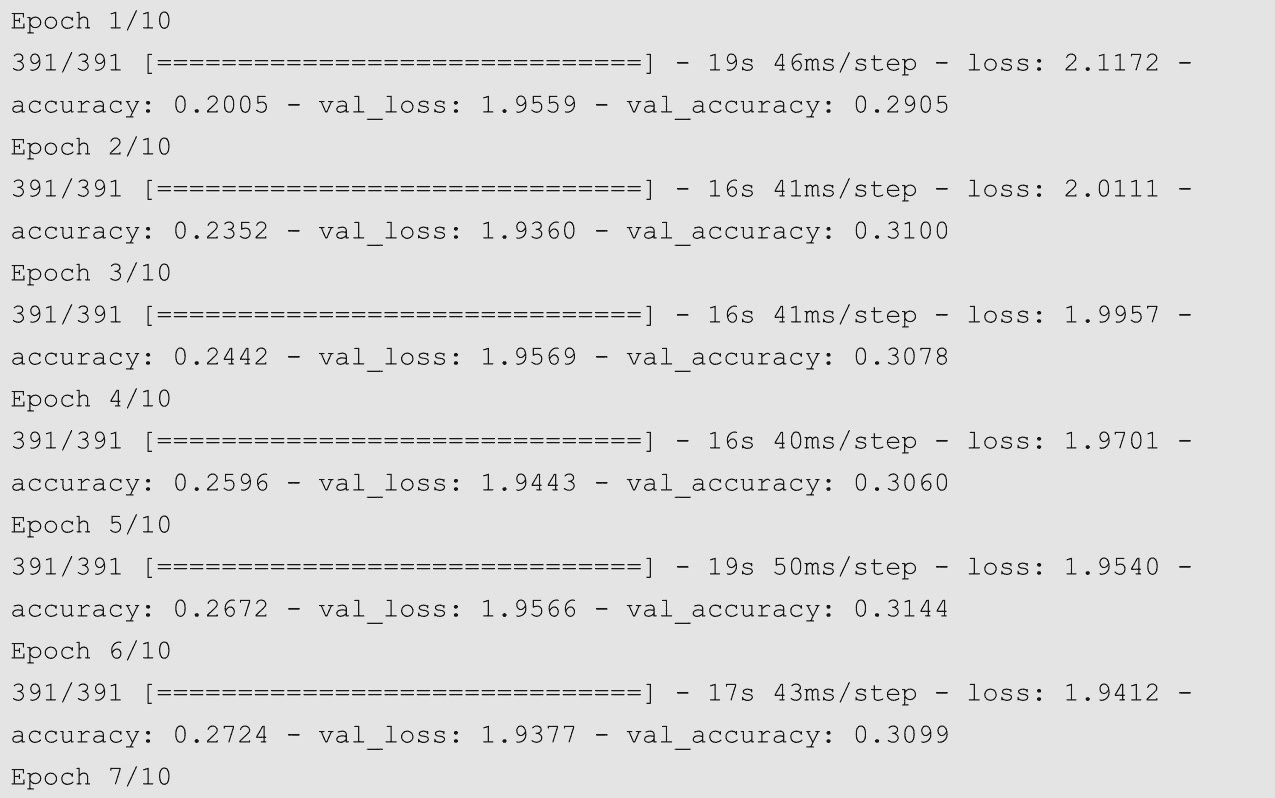 Epoch 1/10
391/391 [==============================] - 19s 46ms/step - loss: 2.1172 -
accuracy: 0.2005 - val_loss: 1.9559 - val_accuracy: 0.2905
Epoch 2/10
391/391 [==============================] - 16s 41ms/step - loss: 2.0111 -
accuracy: 0.2352 - val_loss: 1.9360 - val_accuracy: 0.3100
Epoch 3/10
391/391 [==============================] - 16s 41ms/step - loss: 1.9957 -
accuracy: 0.2442 - val_loss: 1.9569 - val_accuracy: 0.3078
Epoch 4/10
391/391 [==============================] - 16s 40ms/step - loss: 1.9701 -
accuracy: 0.2596 - val_loss: 1.9443 - val_accuracy: 0.3060
Epoch 5/10
391/391 [==============================] - 19s 50ms/step - loss: 1.9540 -
accuracy: 0.2672 - val_loss: 1.9566 - val_accuracy: 0.3144
Epoch 6/10
391/391 [==============================] - 17s 43ms/step - loss: 1.9412 -
accuracy: 0.2724 - val_loss: 1.9377 - val_accuracy: 0.3099
Epoch 7/10